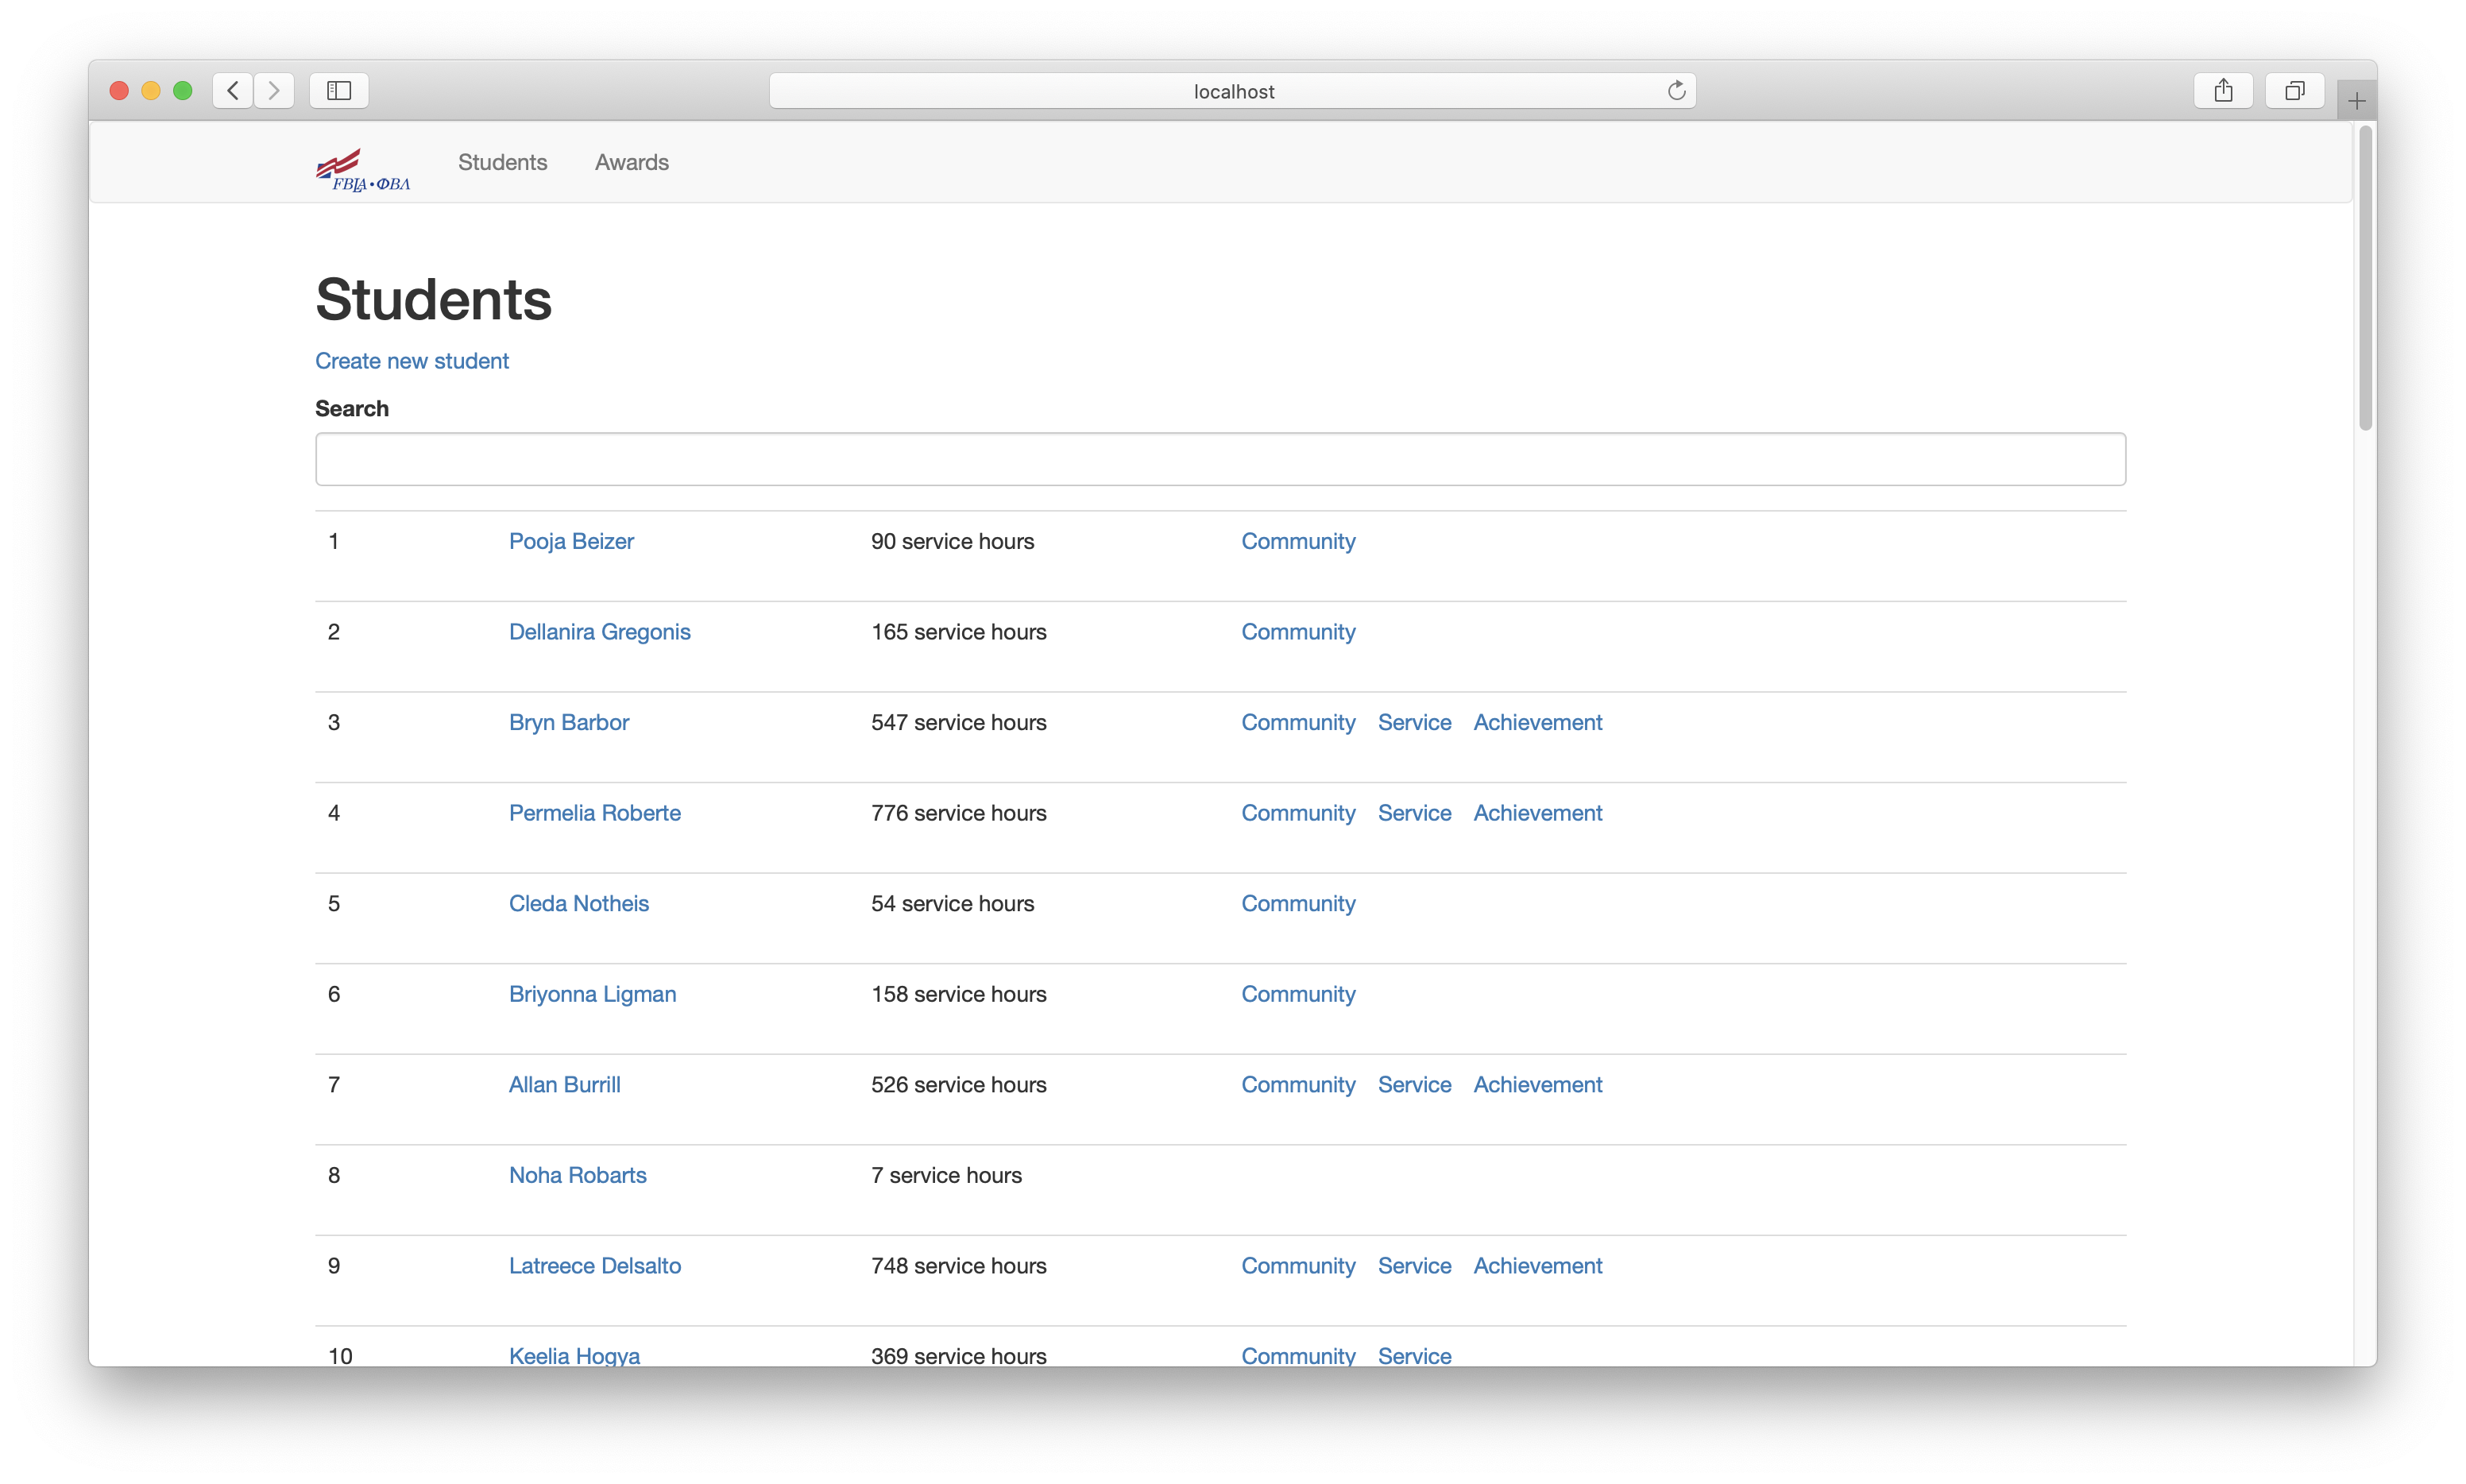 localhost
FBLA•ΦBΛ Students Awards
Students
Create new student
Search
1 Pooja Beizer 90 service hours Community
2 Dellanira Gregonis 165 service hours Community
3 Bryn Barbor 547 service hours Community Service Achievement
4 Permelia Roberte 776 service hours Community Service Achievement
5 Cleda Notheis 54 service hours Community
6 Briyonna Ligman 158 service hours Community
7 Allan Burrill 526 service hours Community Service Achievement
8 Noha Robarts 7 service hours
9 Latreece Delsalto 748 service hours Community Service Achievement
10 Keelia Hogya 369 service hours Community Service